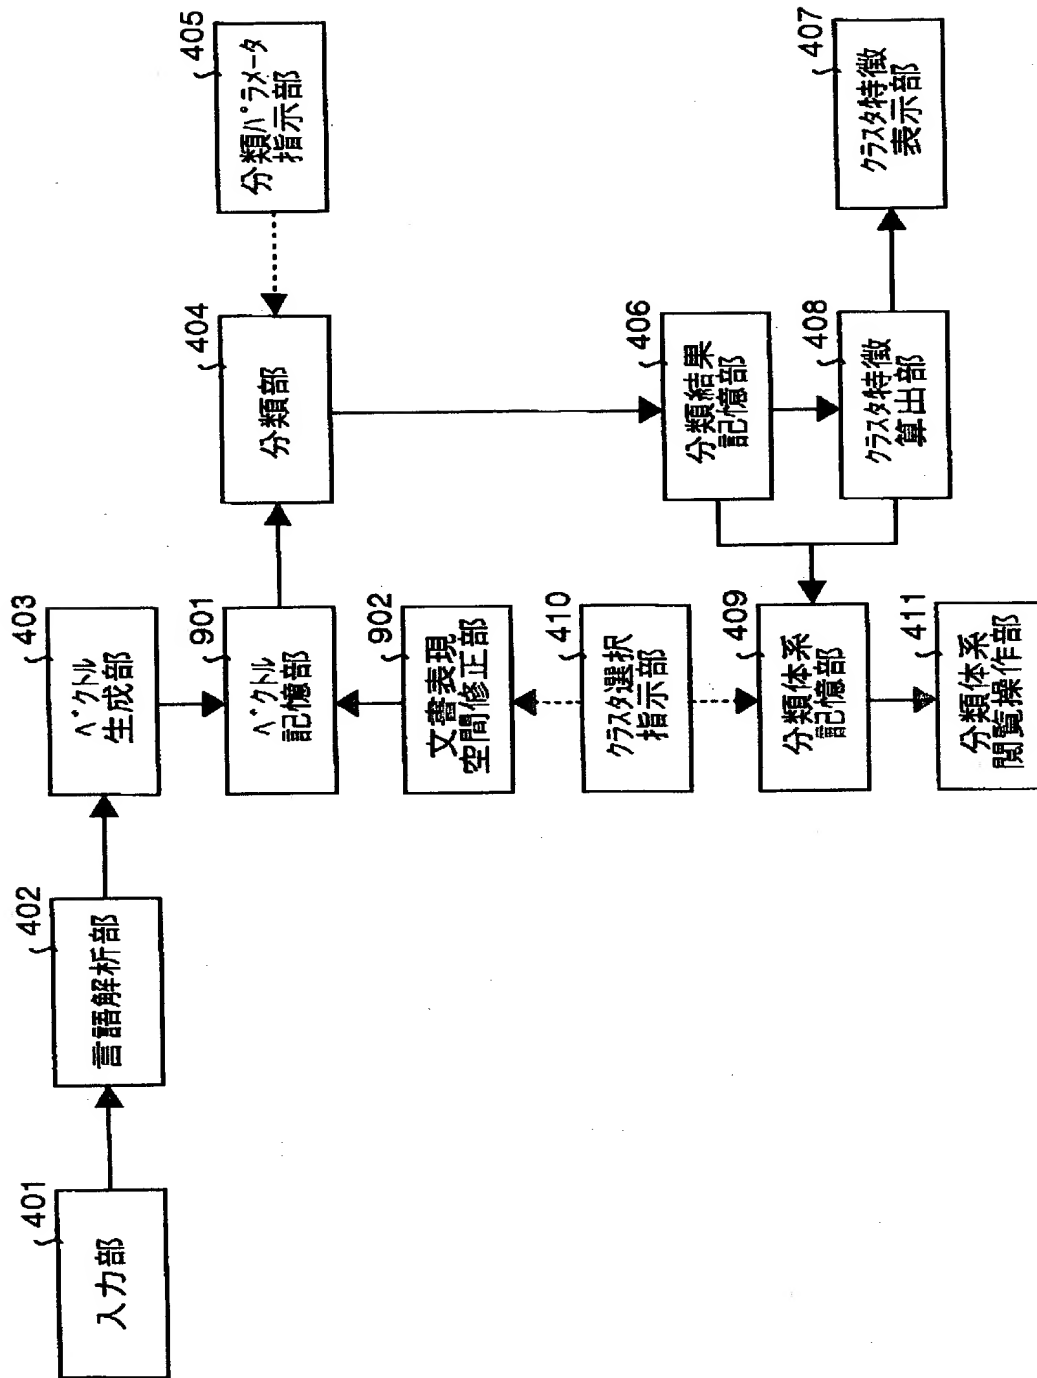 401
入力部
402
言語解析部
403
ベクトル
生成部
901
ベクトル
記憶部
902
文書表現
空間修正部
410
クラスタ選択
指示部
409
分類体系
記憶部
411
分類体系
閲覧操作部
404
分類部
406
分類結果
記憶部
408
クラスタ特徴
算出部
405
分類パラメータ
指示部
407
クラスタ特徴
表示部